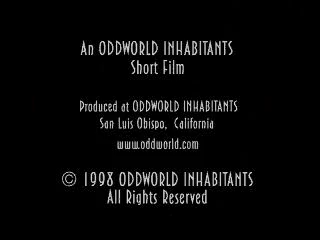 An ODDWORLD INHABITANTS
Short Film
Produced at ODDWORLD INHABITANTS
San Luis Obispo, California
www.oddworld.com
© 1998 ODDWORLD INHABITANTS
All Rights Reserved